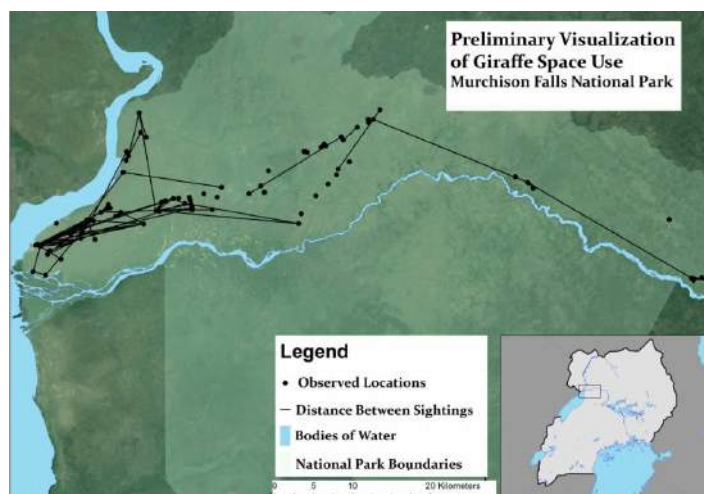 Preliminary Visualization
of Giraffe Space Use
Murchison Falls National Park
Legend
Observed Locations
Distance Between Sightings
Bodies of Water
National Park Boundaries
0 5 10 20 Kilometers